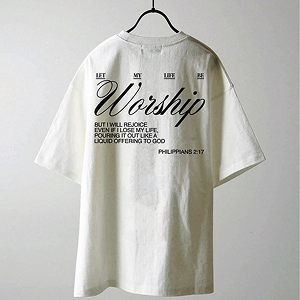 LET MY LIFE BE
Worship
BUT I WILL REJOICE
EVEN IF I LOSE MY LIFE,
POURING IT OUT LIKE A
LIQUID OFFERING TO GOD
PHILIPPIANS 2:17